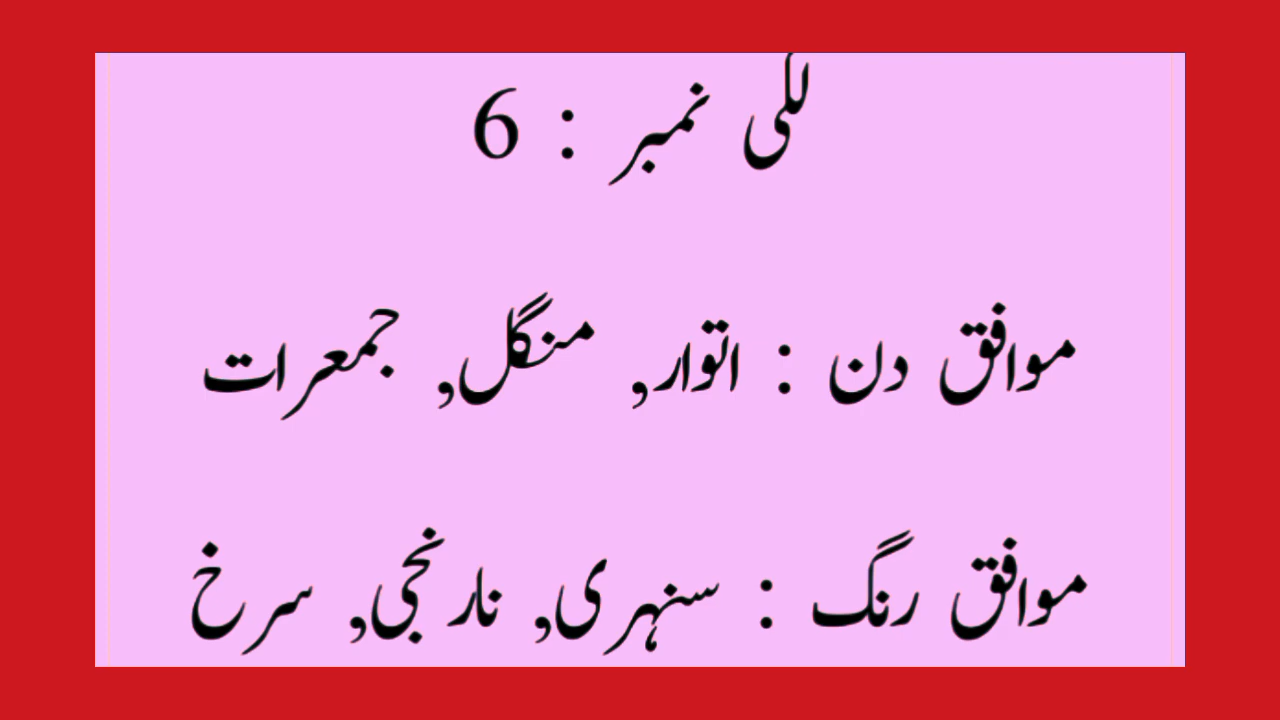 لکی نمبر : 6
موافق دن : اتوار, منگل, جمعرات
موافق رنگ : سنہری, نارنجی, سرخ